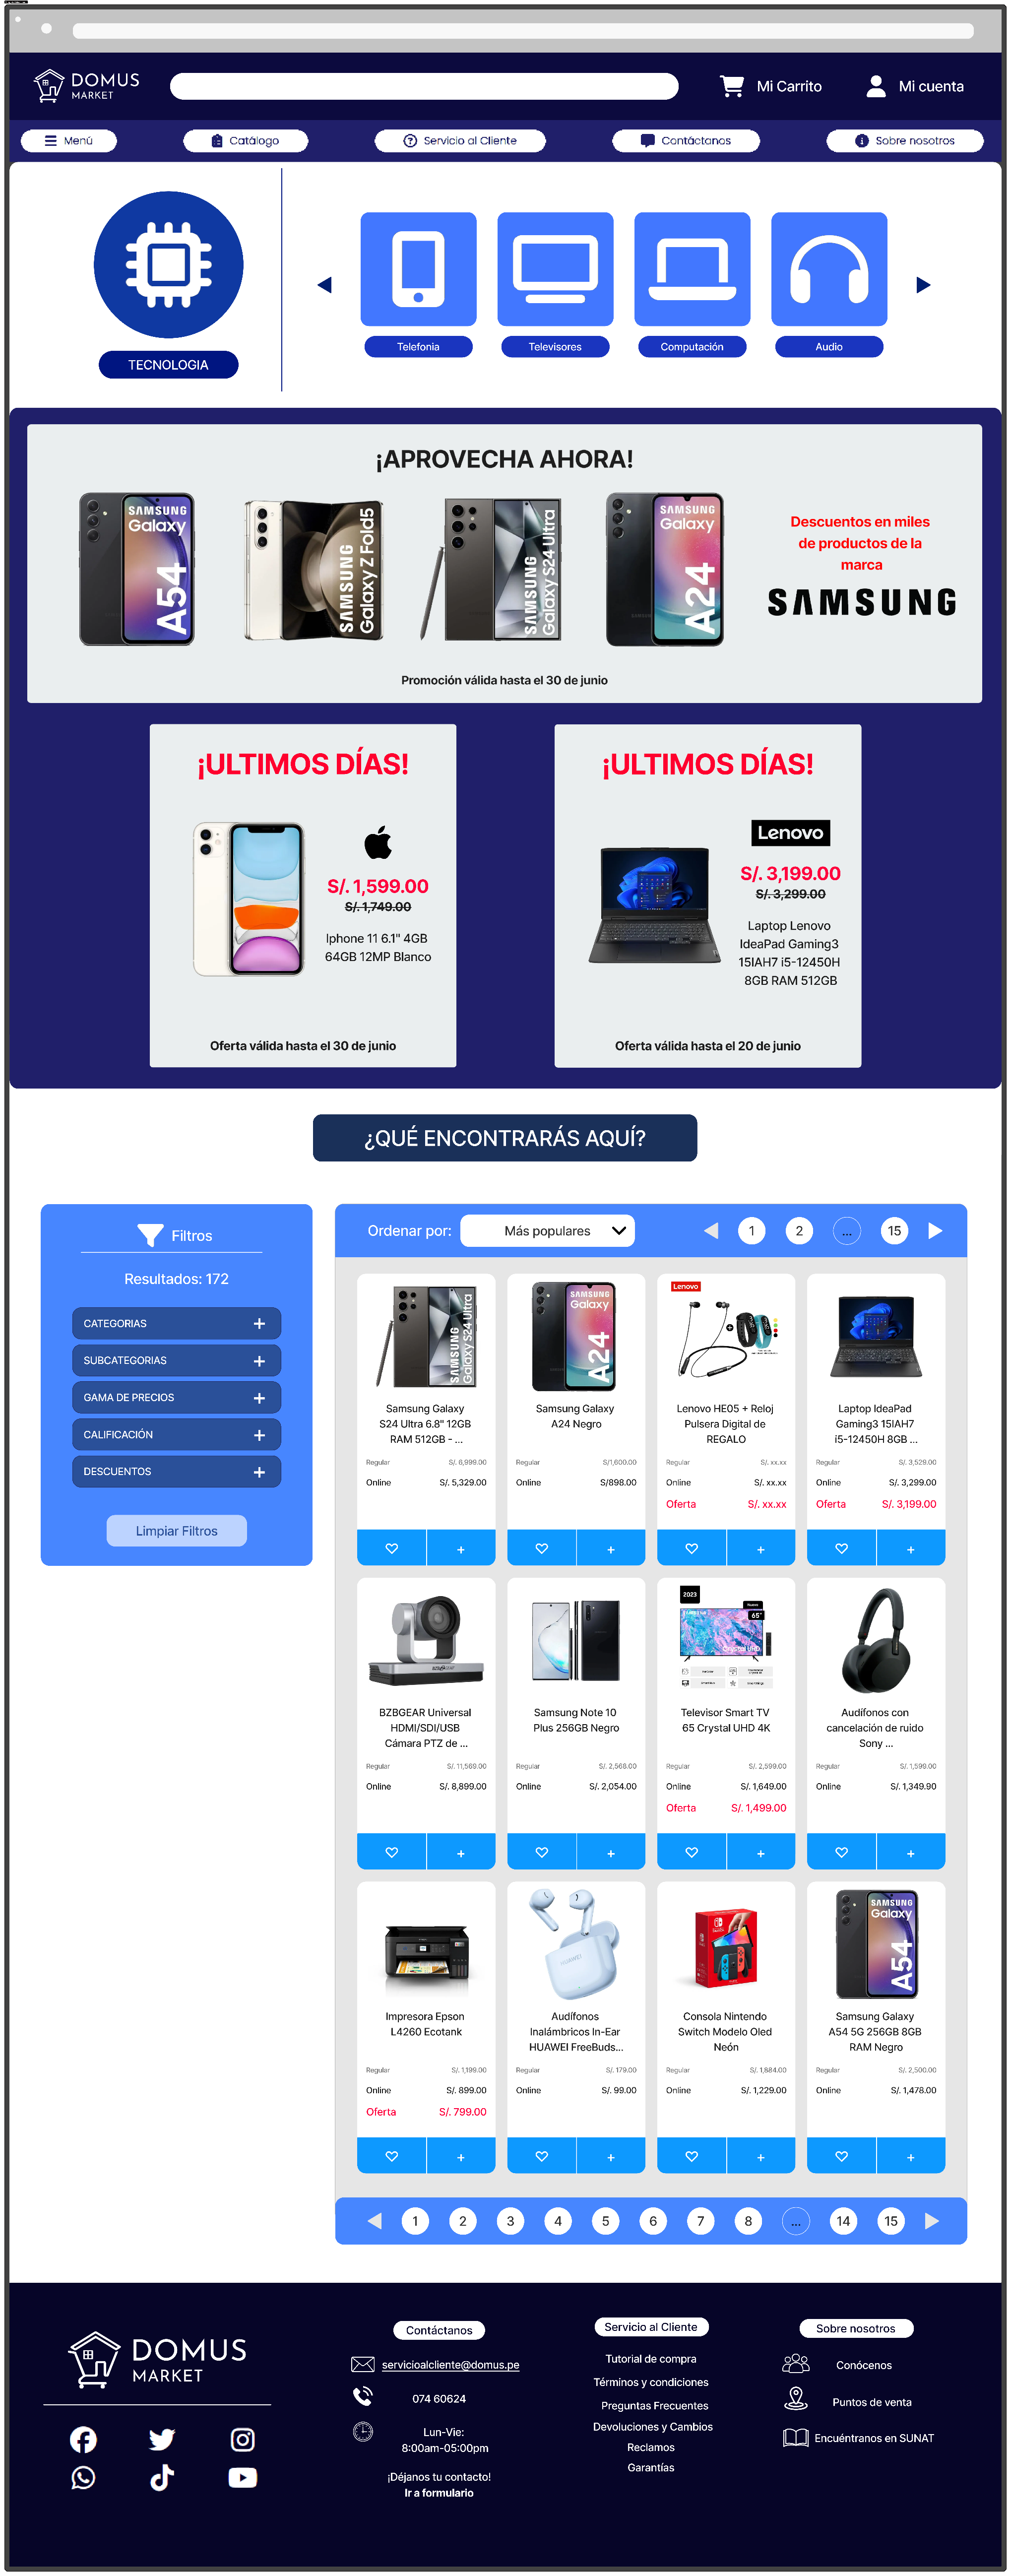 DOMUS
MARKET
Mi Carrito
Mi cuenta
Menú
Catálogo
Servicio al Cliente
Contáctanos
Sobre nosotros
TECNOLOGIA
Telefonia
Televisores
Computación
Audio
¡APROVECHA AHORA!
SAMSUNG
Galaxy
A54
SAMSUNG
Galaxy Z Fold5
SAMSUNG
Galaxy S24 Ultra
SAMSUNG
Galaxy
A24
Descuentos en miles
de productos de la
marca
SAMSUNG
Promoción válida hasta el 30 de junio
¡ULTIMOS DÍAS!
S/. 1,599.00
S/. 1,749.00
Iphone 11 6.1" 4GB
64GB 12MP Blanco
Oferta válida hasta el 30 de junio
¡ULTIMOS DÍAS!
Lenovo
S/. 3,199.00
S/. 3,299.00
Laptop Lenovo
IdeaPad Gaming3
15IAH7 i5-12450H
8GB RAM 512GB
Oferta válida hasta el 20 de junio
¿QUÉ ENCONTRARÁS AQUÍ?
Filtros
Resultados: 172
CATEGORIAS +
SUBCATEGORIAS +
GAMA DE PRECIOS +
CALIFICACIÓN +
DESCUENTOS +
Limpiar Filtros
Ordenar por:
Más populares
1 2 ... 15
SAMSUNG
Galaxy S24 Ultra
Samsung Galaxy
S24 Ultra 6.8" 12GB
RAM 512GB - ...
Regular S/. 6,999.00
Online S/. 5,329.00
+
SAMSUNG
Galaxy
A24
Samsung Galaxy
A24 Negro
Regular S/1,600.00
Online S/898.00
+
Lenovo
+
Lenovo HE05 + Reloj
Pulsera Digital de
REGALO
Regular S/. xx.xx
Online S/. xx.xx
Oferta S/. xx.xx
+
Laptop IdeaPad
Gaming3 15IAH7
i5-12450H 8GB ...
Regular S/. 3,529.00
Online S/. 3,299.00
Oferta S/. 3,199.00
+
BZBGEAR Universal
HDMI/SDI/USB
Cámara PTZ de ...
Regular S/. 11,569.00
Online S/. 8,899.00
+
Samsung Note 10
Plus 256GB Negro
Regular S/. 2,568.00
Online S/. 2,054.00
+
2023
65"
Crystal UHD
Televisor Smart TV
65 Crystal UHD 4K
Regular S/. 2,599.00
Online S/. 1,649.00
Oferta S/. 1,499.00
+
Audífonos con
cancelación de ruido
Sony ...
Regular S/. 1,599.00
Online S/. 1,349.90
+
Impresora Epson
L4260 Ecotank
Regular S/. 1,199.00
Online S/. 899.00
Oferta S/. 799.00
+
HUAWEI
Audífonos
Inalámbricos In-Ear
HUAWEI FreeBuds...
Regular S/. 179.00
Online S/. 99.00
+
Consola Nintendo
Switch Modelo Oled
Neón
Regular S/. 1,884.00
Online S/. 1,229.00
+
SAMSUNG
Galaxy
A54
Samsung Galaxy
A54 5G 256GB 8GB
RAM Negro
Regular S/. 2,500.00
Online S/. 1,478.00
+
1 2 3 4 5 6 7 8 ... 14 15
DOMUS
MARKET
Contáctanos
servicioalcliente@domus.pe
074 60624
Lun-Vie:
8:00am-05:00pm
¡Déjanos tu contacto!
Ir a formulario
Servicio al Cliente
Tutorial de compra
Términos y condiciones
Preguntas Frecuentes
Devoluciones y Cambios
Reclamos
Garantías
Sobre nosotros
Conócenos
Puntos de venta
Encuéntranos en SUNAT